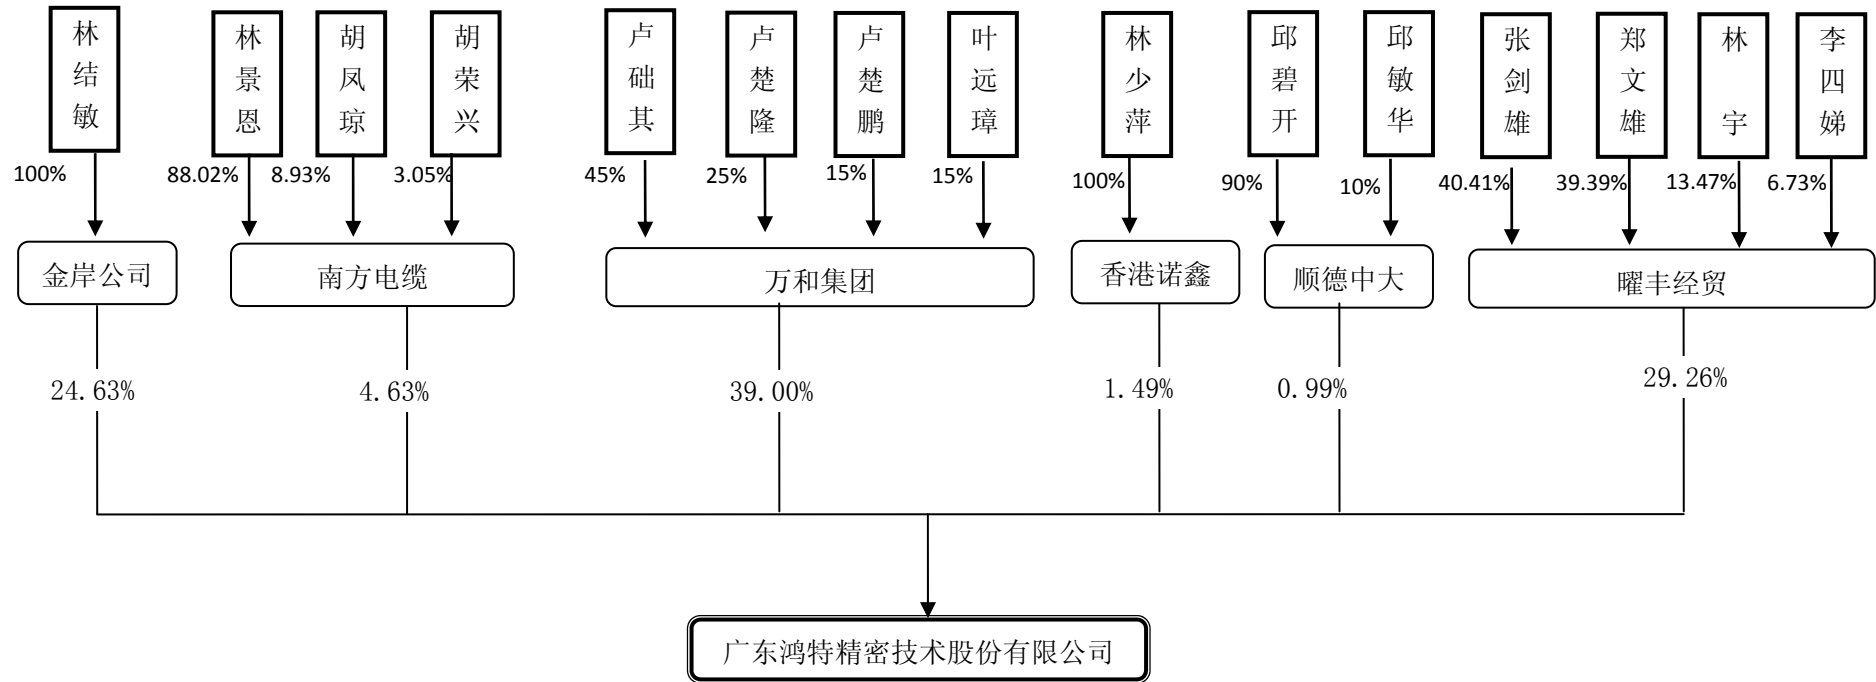 林结敏
林景恩
胡凤琼
胡荣兴
卢础其
卢楚隆
卢楚鹏
叶远璋
林少萍
邱碧开
邱敏华
张剑雄
郑文雄
林宇
李四娣
100%
88.02%
8.93%
3.05%
45%
25%
15%
15%
100%
90%
10%
40.41%
39.39%
13.47%
6.73%
金岸公司
南方电缆
万和集团
香港诺鑫
顺德中大
曜丰经贸
24.63%
4.63%
39.00%
1.49%
0.99%
29.26%
广东鸿特精密技术股份有限公司